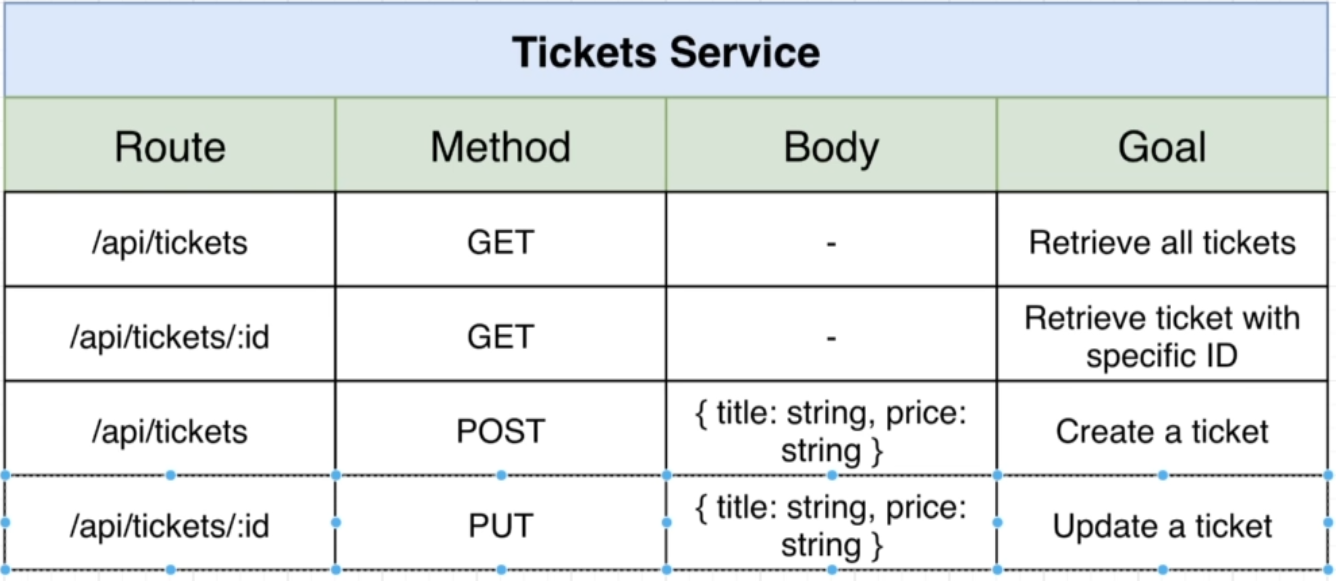 Tickets Service
Route Method Body Goal
/api/tickets GET - Retrieve all tickets
/api/tickets/:id GET - Retrieve ticket with
specific ID
/api/tickets POST { title: string, price:
string } Create a ticket
/api/tickets/:id PUT { title: string, price:
string } Update a ticket